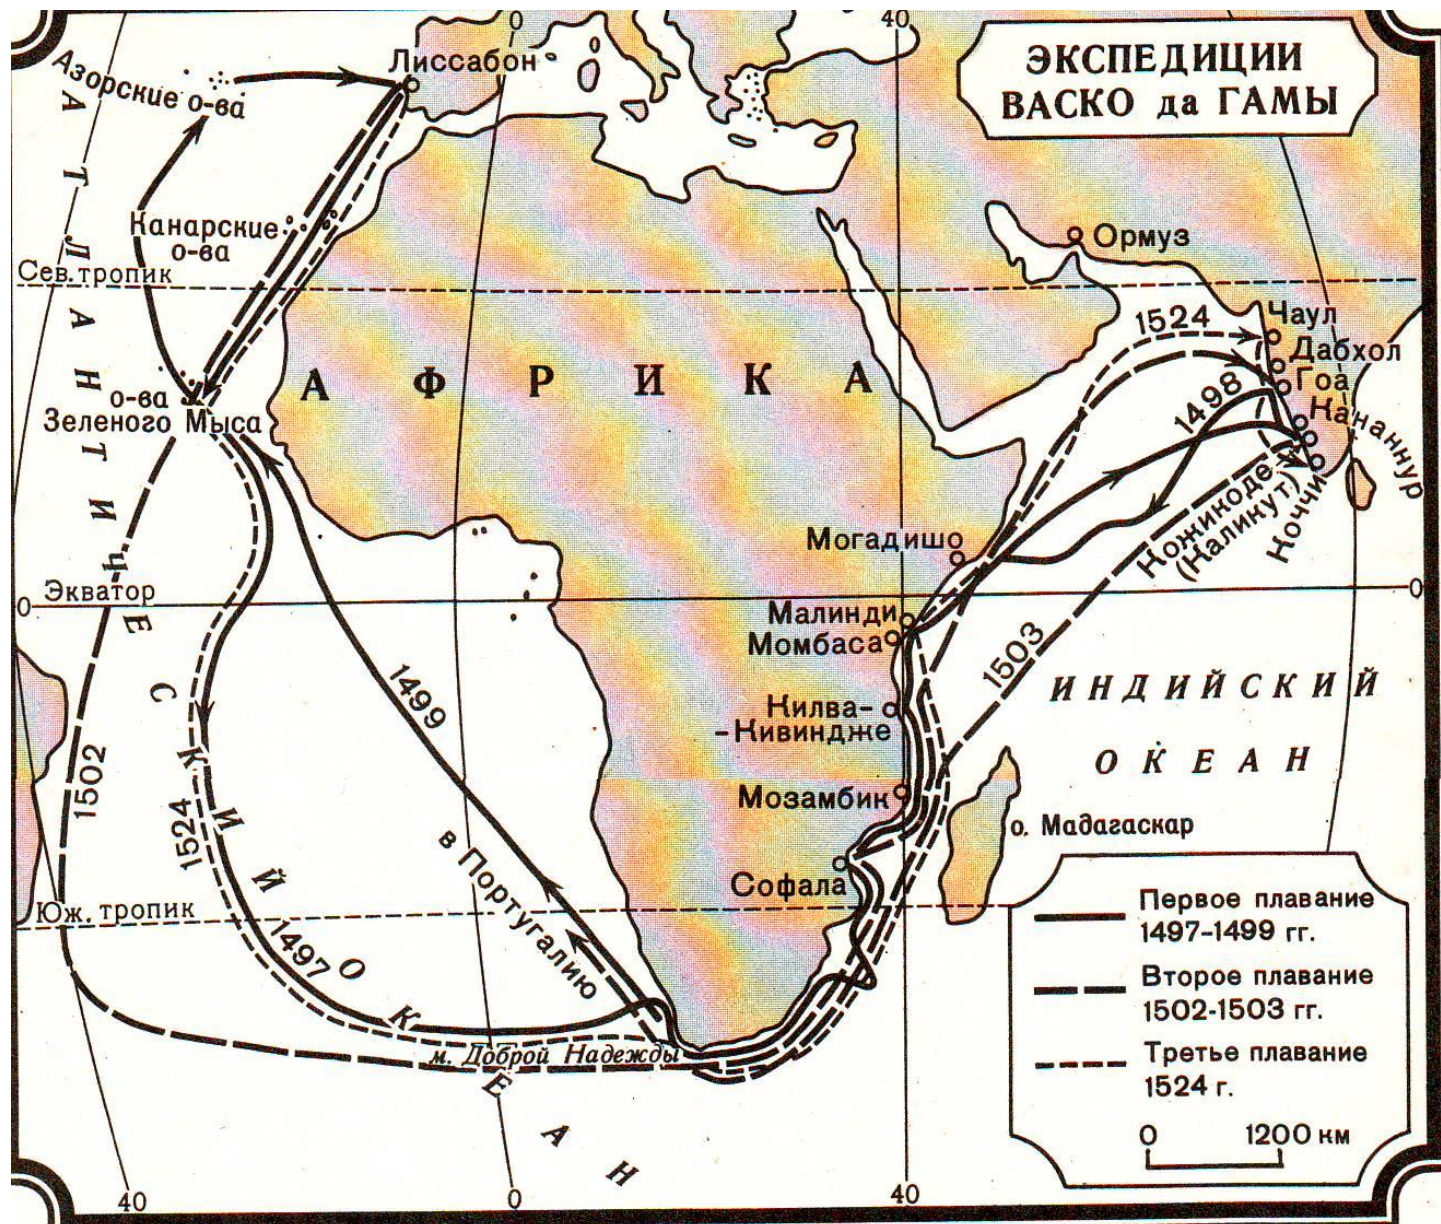 0
40
ЭКСПЕДИЦИИ
ВАСКО да ГАМЫ
Лиссабон
Азорские о-ва
Канарские
о-ва
Сев. тропик
Ормуз
1524
Чаул
Дабхол
Гоа
Кананнур
1498
АФРИКА
о-ва
Зеленого Мыса
Кожикоде
(Каликут)
Коччи
Могадишо
0
Экватор
0
Малинди
Момбаса
1503
ИНДИЙСКИЙ
ОКЕАН
Килва-
-Кивиндже
1499
1502
1524
Мозамбик
о. Мадагаскар
в Португалию
Софала
Юж. тропик
1497
АТЛАНТИЧЕСКИЙ ОКЕАН
м. Доброй Надежды
Первое плавание
1497-1499 гг.
Второе плавание
1502-1503 гг.
Третье плавание
1524 г.
0 1200 км
40
0
40